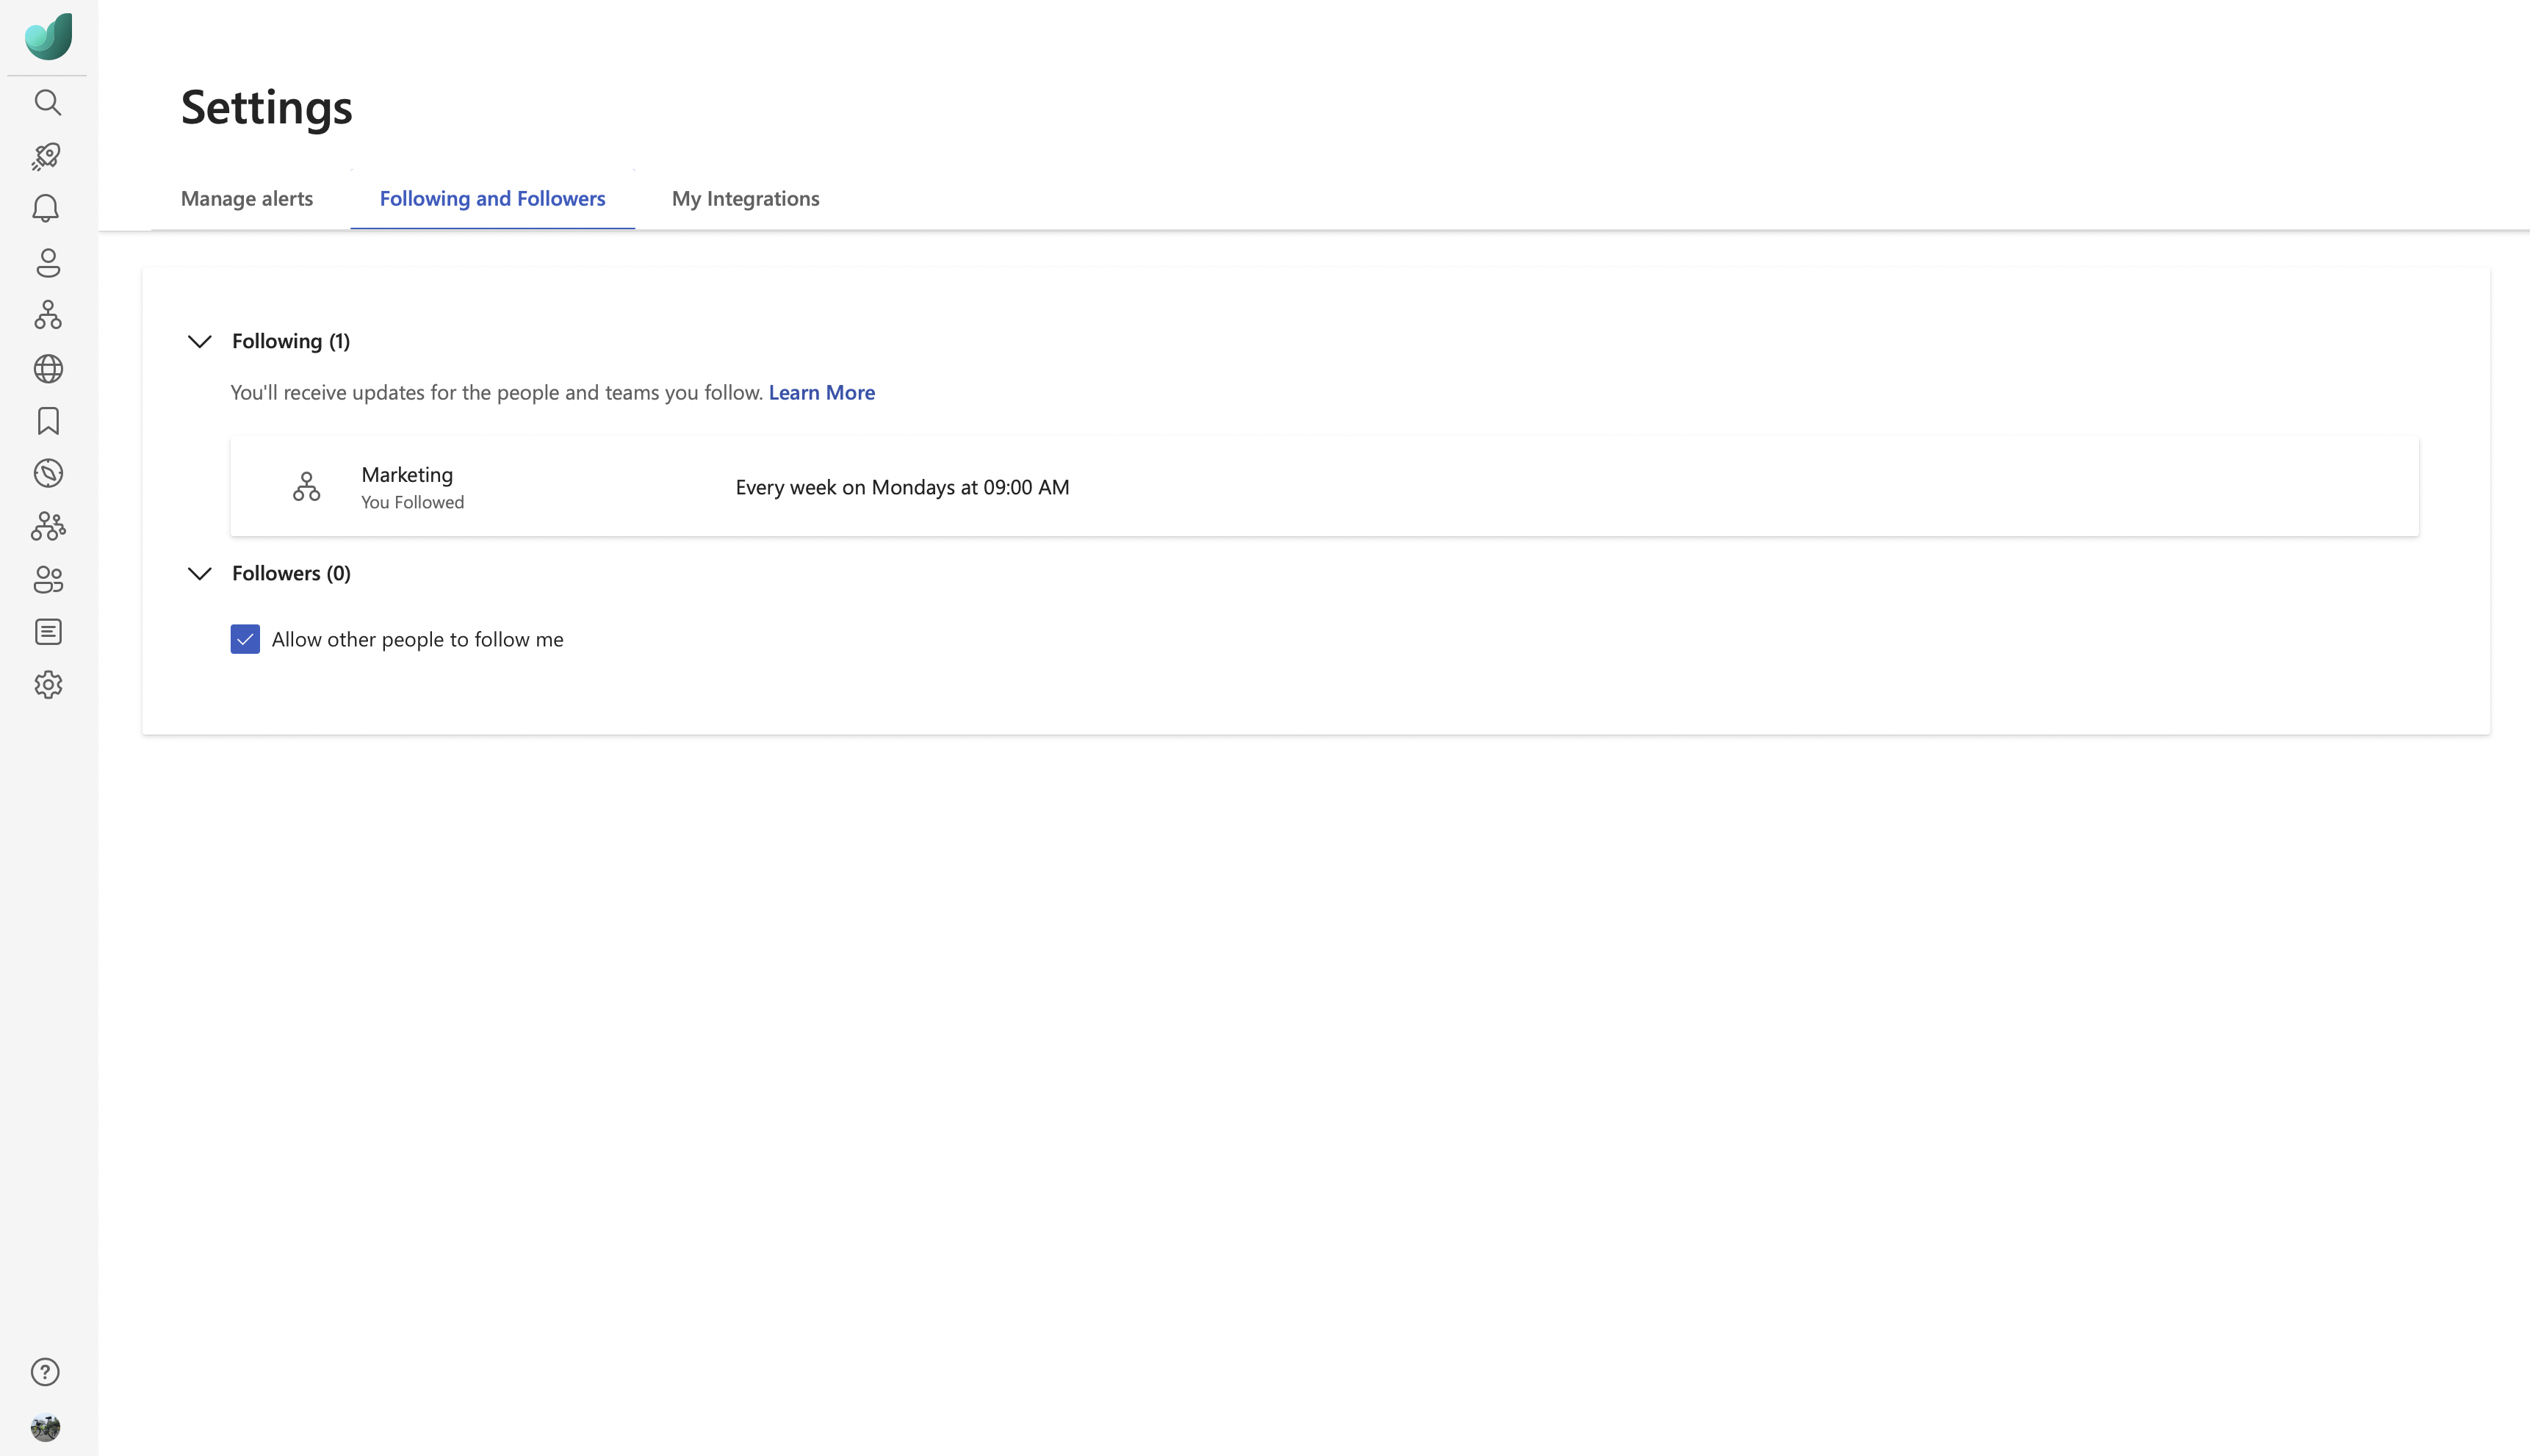 Settings
Manage alerts
Following and Followers
My Integrations
Following (1)
You'll receive updates for the people and teams you follow. Learn More
Marketing
You Followed
Every week on Mondays at 09:00 AM
Followers (0)
Allow other people to follow me